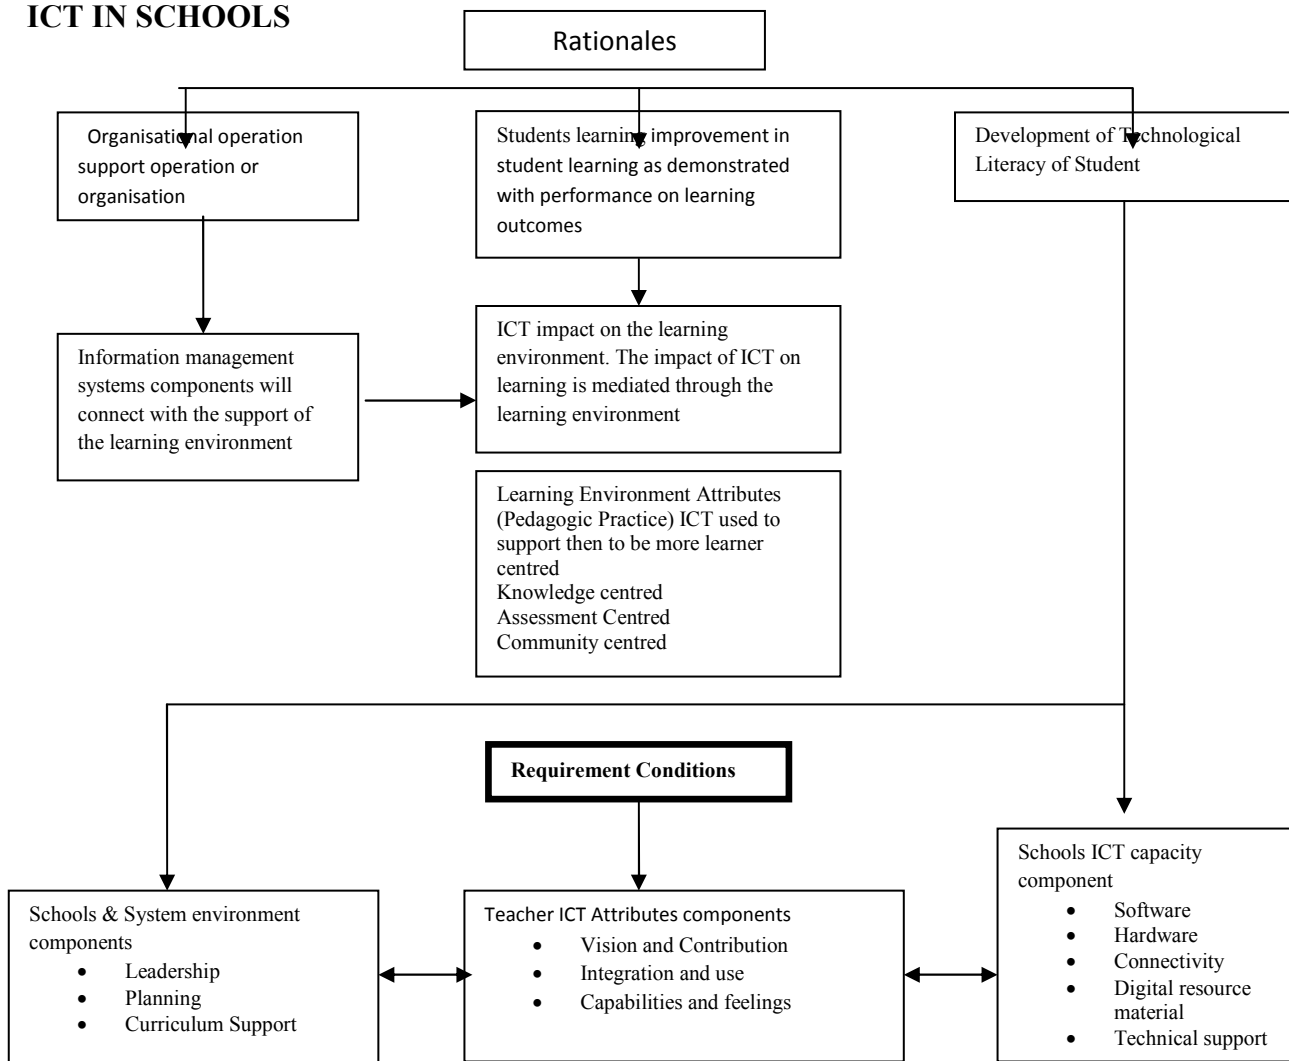 ICT IN SCHOOLS
Rationales
Organisational operation
support operation or
organisation
Students learning improvement in
student learning as demonstrated
with performance on learning
outcomes
Development of Technological
Literacy of Student
Information management
systems components will
connect with the support of
the learning environment
ICT impact on the learning
environment. The impact of ICT on
learning is mediated through the
learning environment
Learning Environment Attributes
(Pedagogic Practice) ICT used to
support then to be more learner
centred
Knowledge centred
Assessment Centred
Community centred
Requirement Conditions
Schools & System environment
components
• Leadership
• Planning
• Curriculum Support
Teacher ICT Attributes components
• Vision and Contribution
• Integration and use
• Capabilities and feelings
Schools ICT capacity
component
• Software
• Hardware
• Connectivity
• Digital resource
material
• Technical support